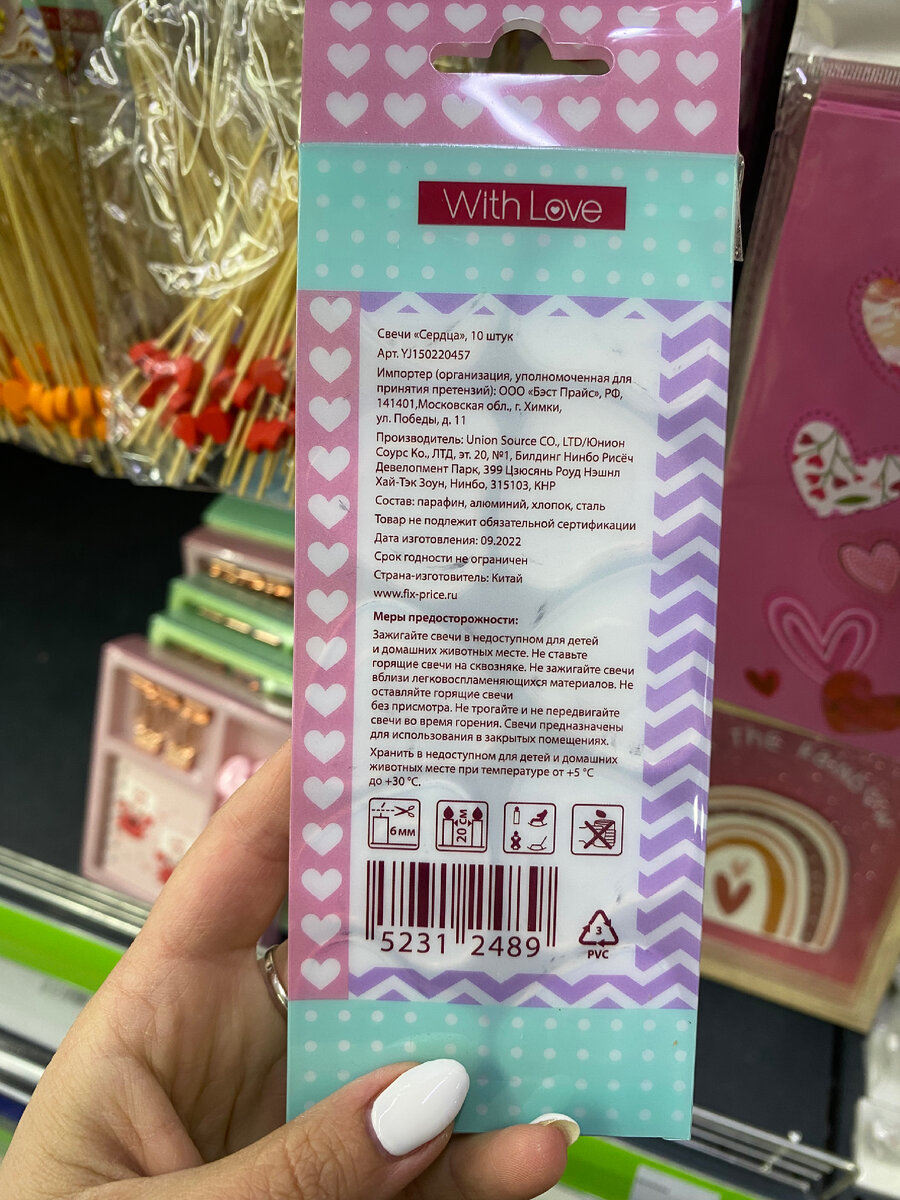 With Love
Свечи «Сердца», 10 штук
Арт. YJ150220457
Импортер (организация, уполномоченная для
принятия претензий): ООО «Бэст Прайс», РФ,
141401,Московская обл., г. Химки,
ул. Победы, д. 11
Производитель: Union Source CO., LTD/Юнион
Соурс Ко., ЛТД, эт. 20, №1, Билдинг Нинбо Рисёч
Девелопмент Парк, 399 Цзюсянь Роуд Нэшнл
Хай-Тэк Зоун, Нинбо, 315103, КНР
Состав: парафин, алюминий, хлопок, сталь
Товар не подлежит обязательной сертификации
Дата изготовления: 09.2022
Срок годности не ограничен
Страна-изготовитель: Китай
www.fix-price.ru
Меры предосторожности:
Зажигайте свечи в недоступном для детей
и домашних животных месте. Не ставьте
горящие свечи на сквозняке. Не зажигайте свечи
вблизи легковоспламеняющихся материалов. Не
оставляйте горящие свечи
без присмотра. Не трогайте и не передвигайте
свечи во время горения. Свечи предназначены
для использования в закрытых помещениях.
Хранить в недоступном для детей и домашних
животных месте при температуре от +5 °C
до +30 °C.
6 мм
20 см
5231 2489
3
PVC
THE